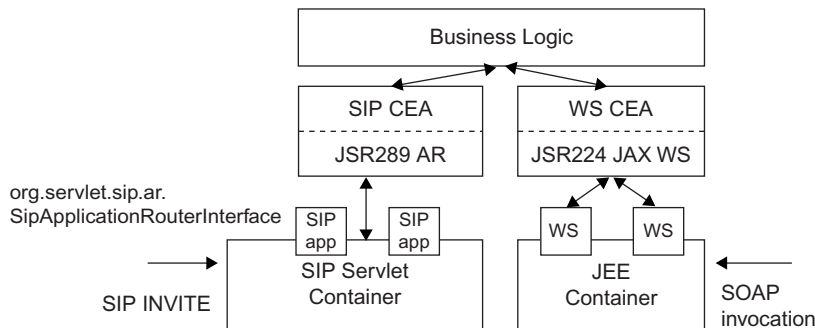 Business Logic
SIP CEA
WS CEA
JSR289 AR
JSR224 JAX WS
org.servlet.sip.ar.
SipApplicationRouterInterface
SIP
app
SIP
app
WS
WS
SIP Servlet
Container
JEE
Container
SIP INVITE
SOAP
invocation